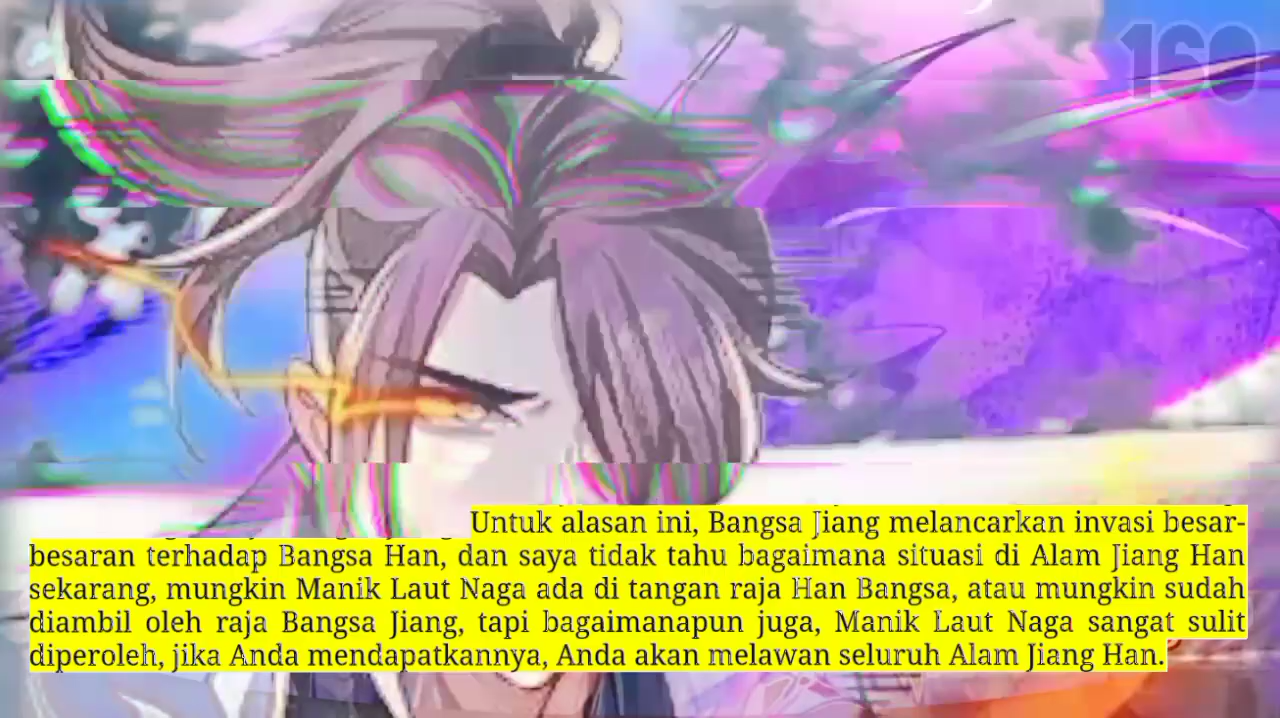 160
Untuk alasan ini, Bangsa Jiang melancarkan invasi besar-
besaran terhadap Bangsa Han, dan saya tidak tahu bagaimana situasi di Alam Jiang Han
sekarang, mungkin Manik Laut Naga ada di tangan raja Han Bangsa, atau mungkin sudah
diambil oleh raja Bangsa Jiang, tapi bagaimanapun juga, Manik Laut Naga sangat sulit
diperoleh, jika Anda mendapatkannya, Anda akan melawan seluruh Alam Jiang Han.